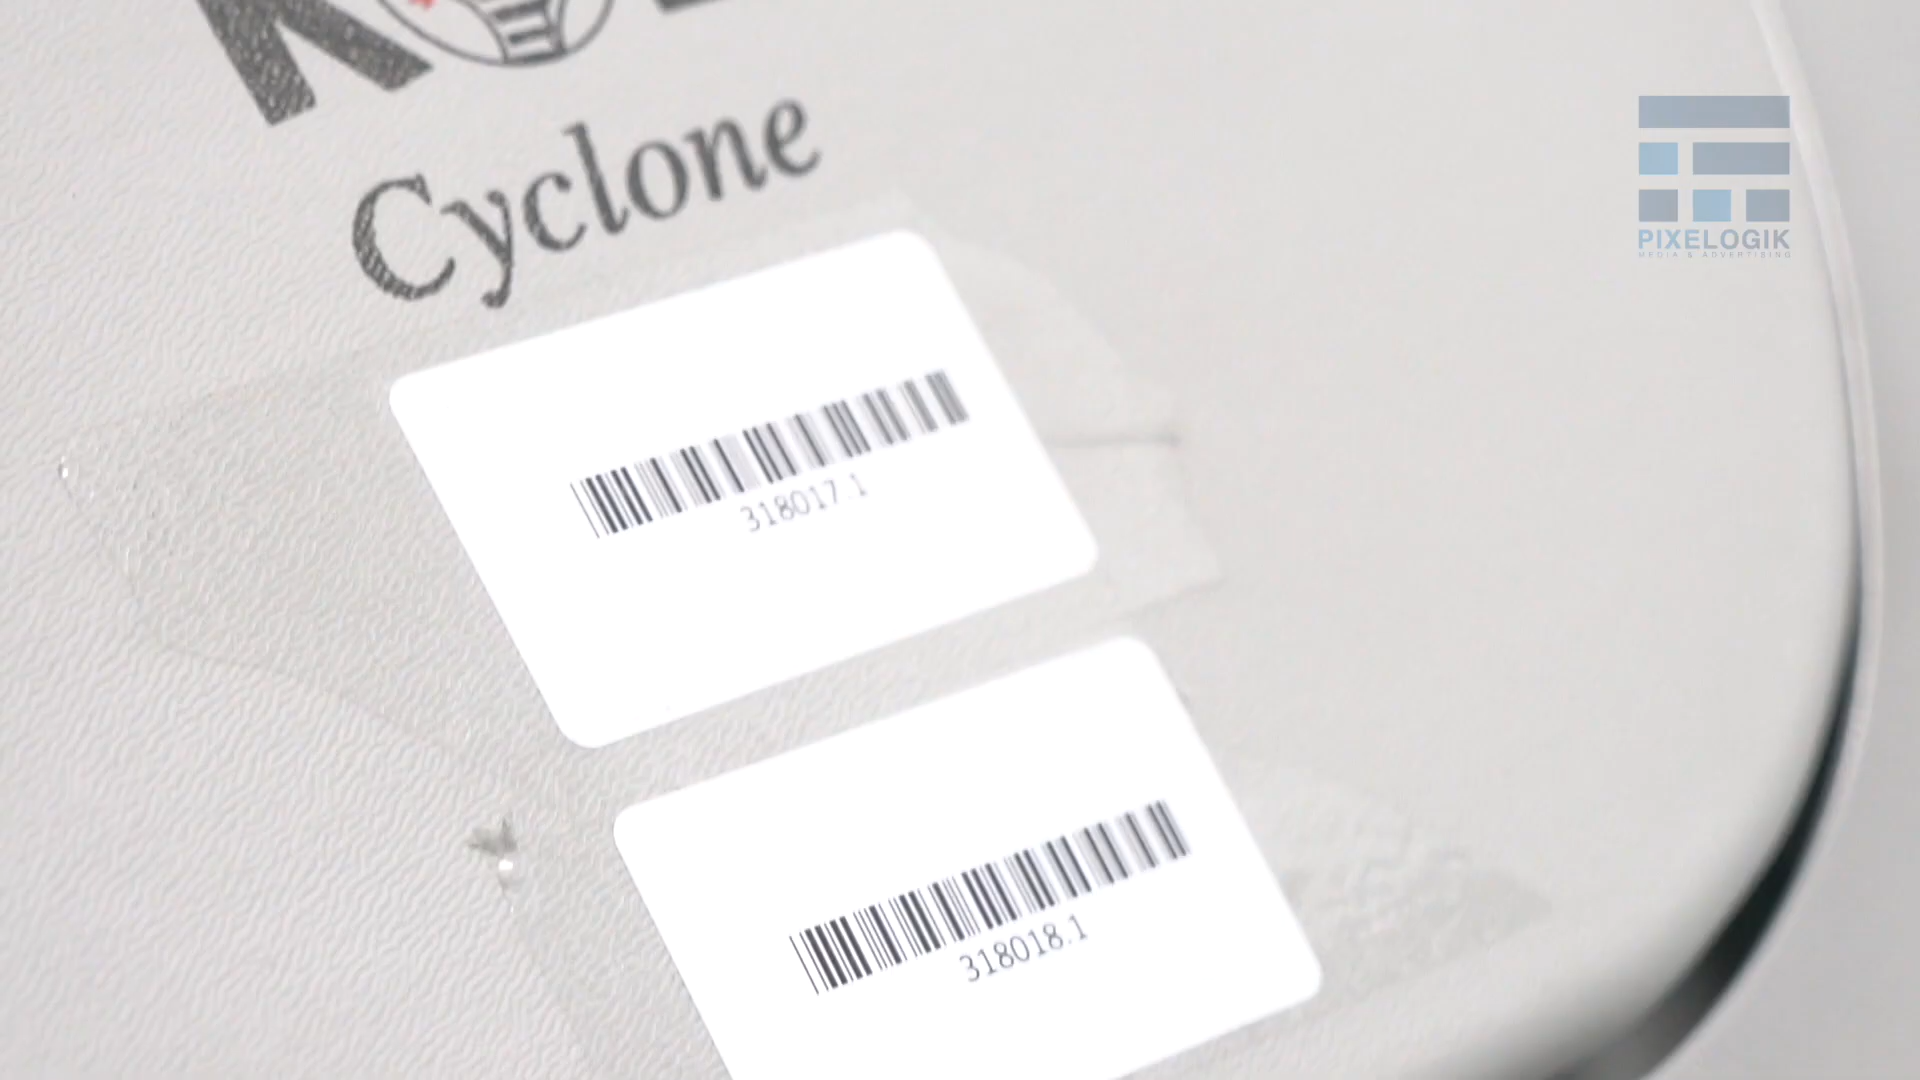 Cyclone
318017.1
318018.1
PIXELOGIK
MEDIA & ADVERTISING